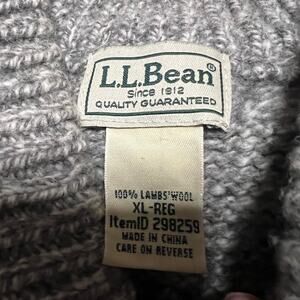 L.L.Bean®
Since 1912
QUALITY GUARANTEED
100% LAMBS'WOOL
XL-REG
ItemID 298259
MADE IN CHINA
CARE ON REVERSE